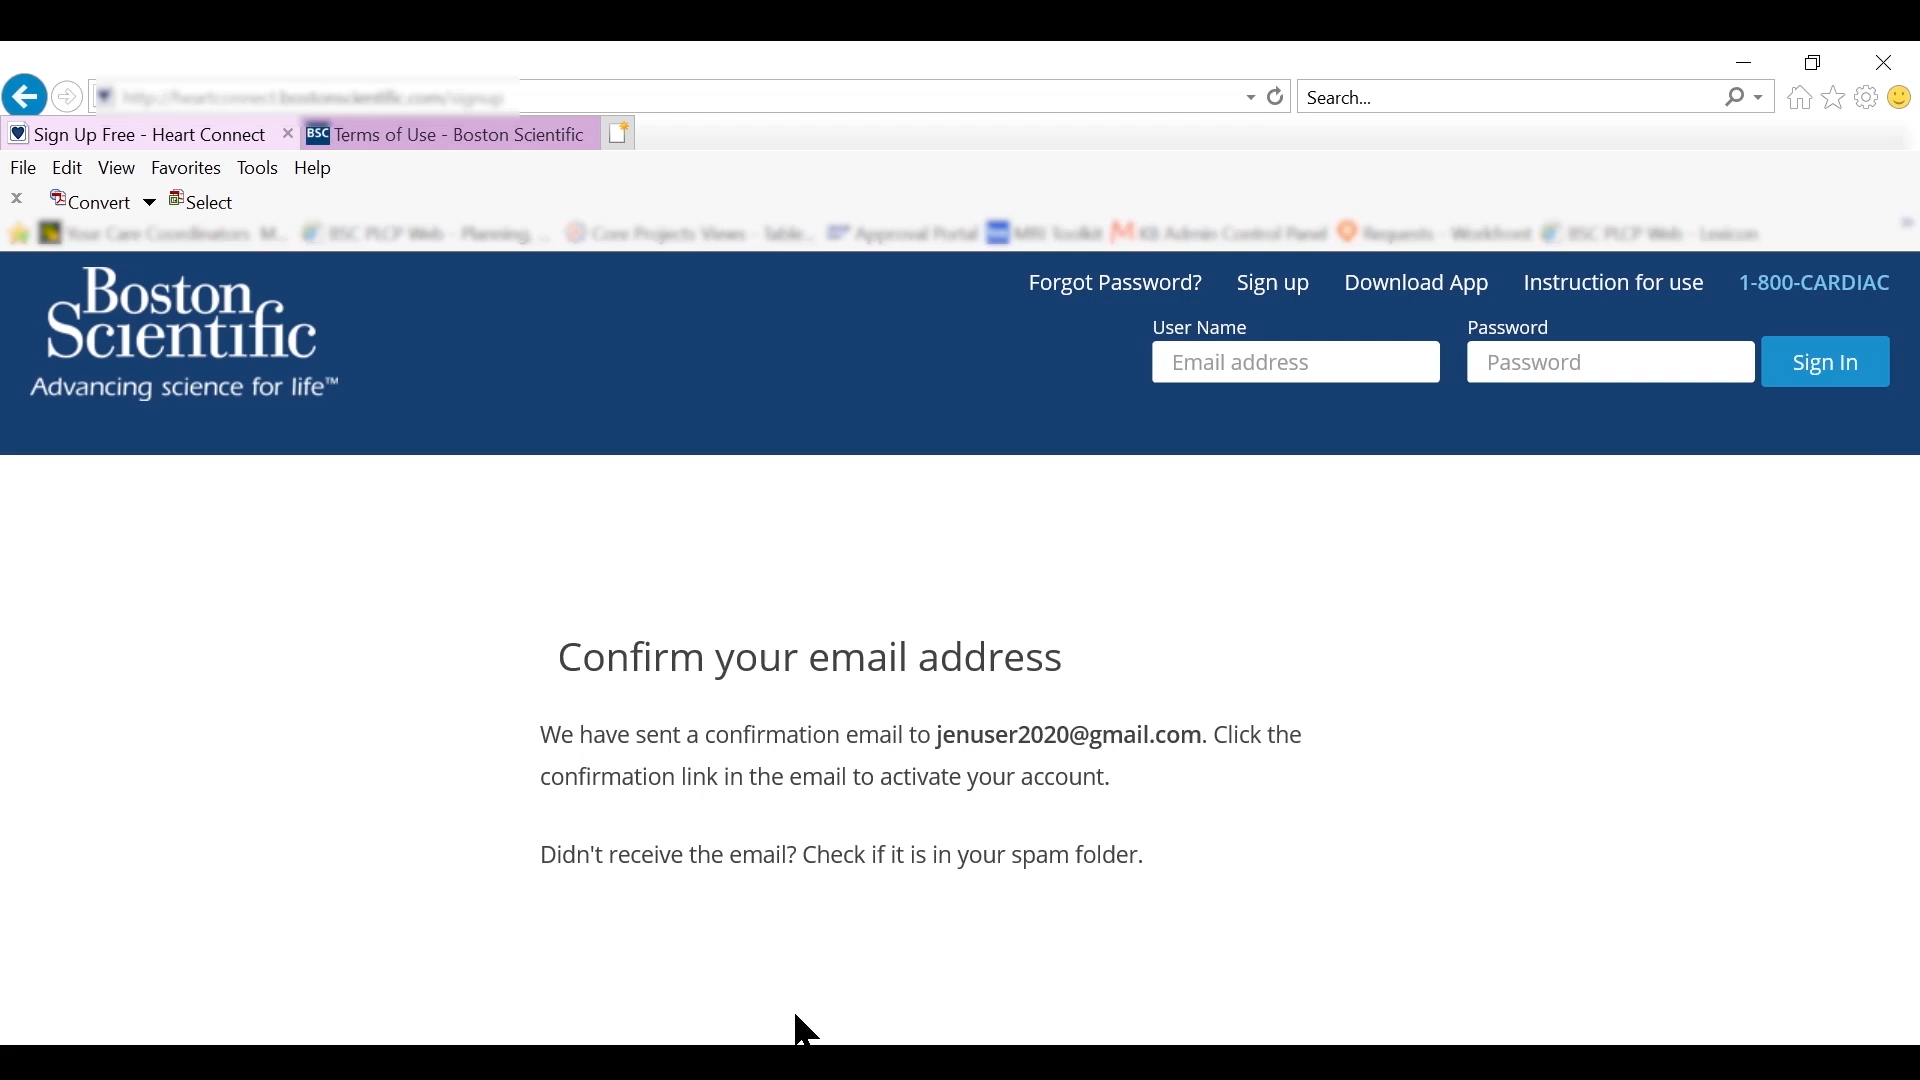 Search...
Sign Up Free - Heart Connect
BSC Terms of Use - Boston Scientific
File Edit View Favorites Tools Help
x Convert Select
Boston
Scientific
Advancing science for life™
Forgot Password? Sign up Download App Instruction for use 1-800-CARDIAC
User Name Password
Email address Password Sign In
Confirm your email address
We have sent a confirmation email to jenuser2020@gmail.com. Click the
confirmation link in the email to activate your account.
Didn't receive the email? Check if it is in your spam folder.